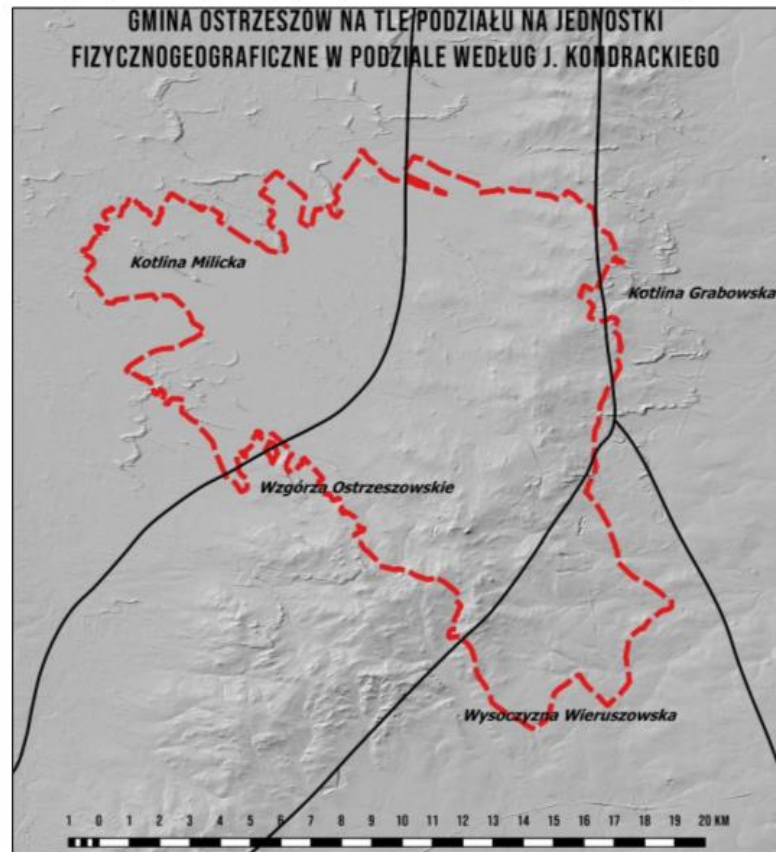 GMINA OSTRZESZÓW NA TLE PODZIAŁU NA JEDNOSTKI
FIZYCZNOGEOGRAFICZNE W PODZIALE WEDŁUG J. KONDRACKIEGO
Kotlina Milicka
Kotlina Grabowska
Wzgórza Ostrzeszowskie
Wysoczyzna Wieruszowska
1 0 1 2 3 4 5 6 7 8 9 10 11 12 13 14 15 16 17 18 19 20 KM